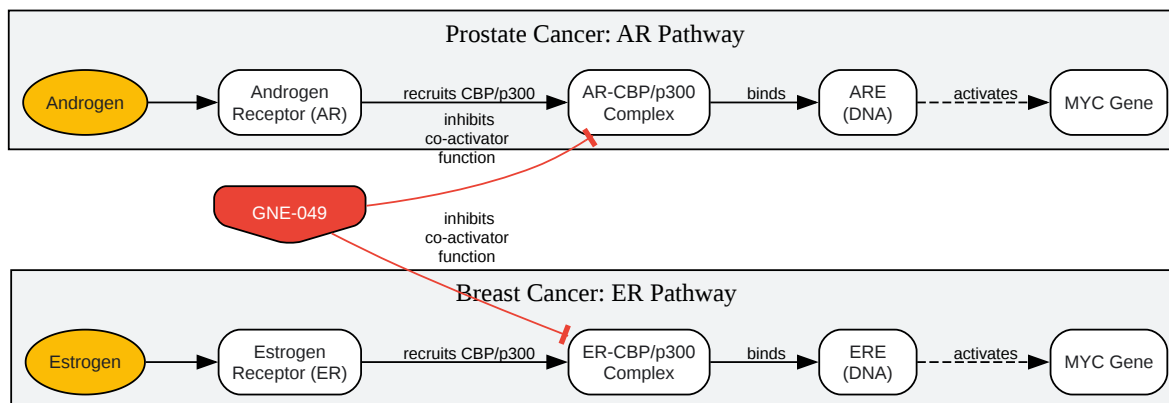 Prostate Cancer: AR Pathway
Androgen
Androgen
Receptor (AR)
recruits CBP/p300
AR-CBP/p300
Complex
binds
ARE
(DNA)
activates
MYC Gene
inhibits
co-activator
function
GNE-049
inhibits
co-activator
function
Breast Cancer: ER Pathway
Estrogen
Estrogen
Receptor (ER)
recruits CBP/p300
ER-CBP/p300
Complex
binds
ERE
(DNA)
activates
MYC Gene